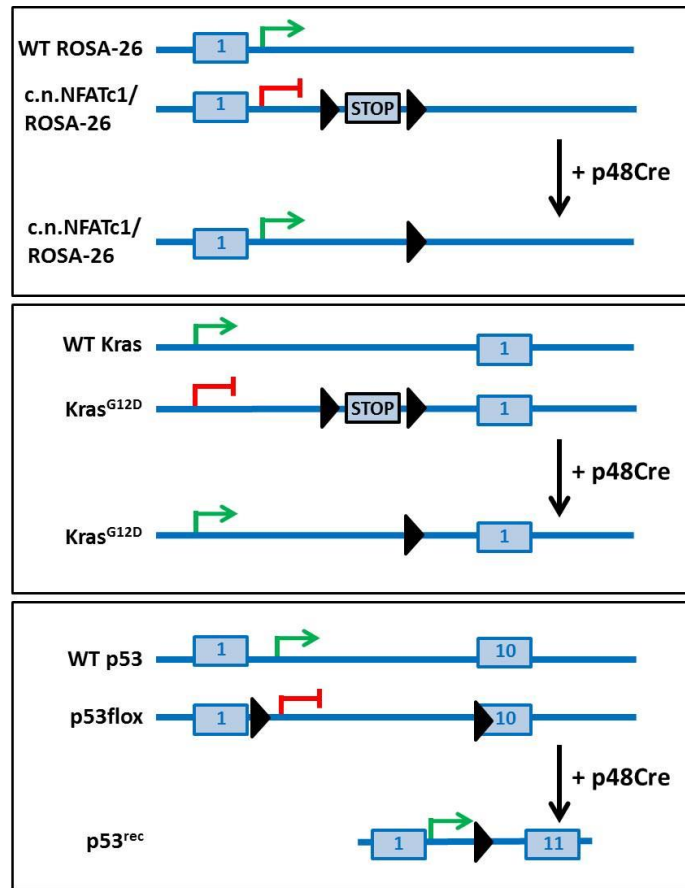 WT ROSA-26
1
c.n.NFATc1/
ROSA-26
1
STOP
+ p48Cre
c.n.NFATc1/
ROSA-26
1
WT Kras
1
KrasG12D
STOP
1
+ p48Cre
KrasG12D
1
WT p53
1
10
p53flox
1
10
+ p48Cre
p53rec
1
11